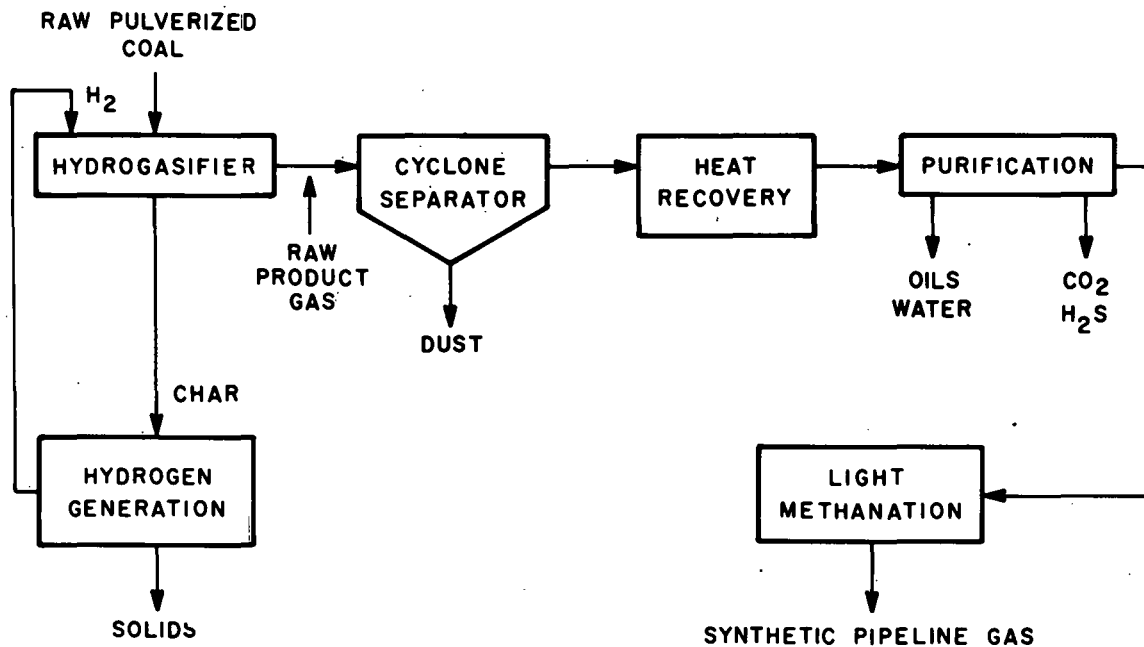 RAW PULVERIZED
COAL
H2
HYDROGASIFIER
CYCLONE
SEPARATOR
HEAT
RECOVERY
PURIFICATION
RAW
PRODUCT
GAS
DUST
OILS
WATER
CO2
H2S
CHAR
HYDROGEN
GENERATION
LIGHT
METHANATION
SOLIDS
SYNTHETIC PIPELINE GAS